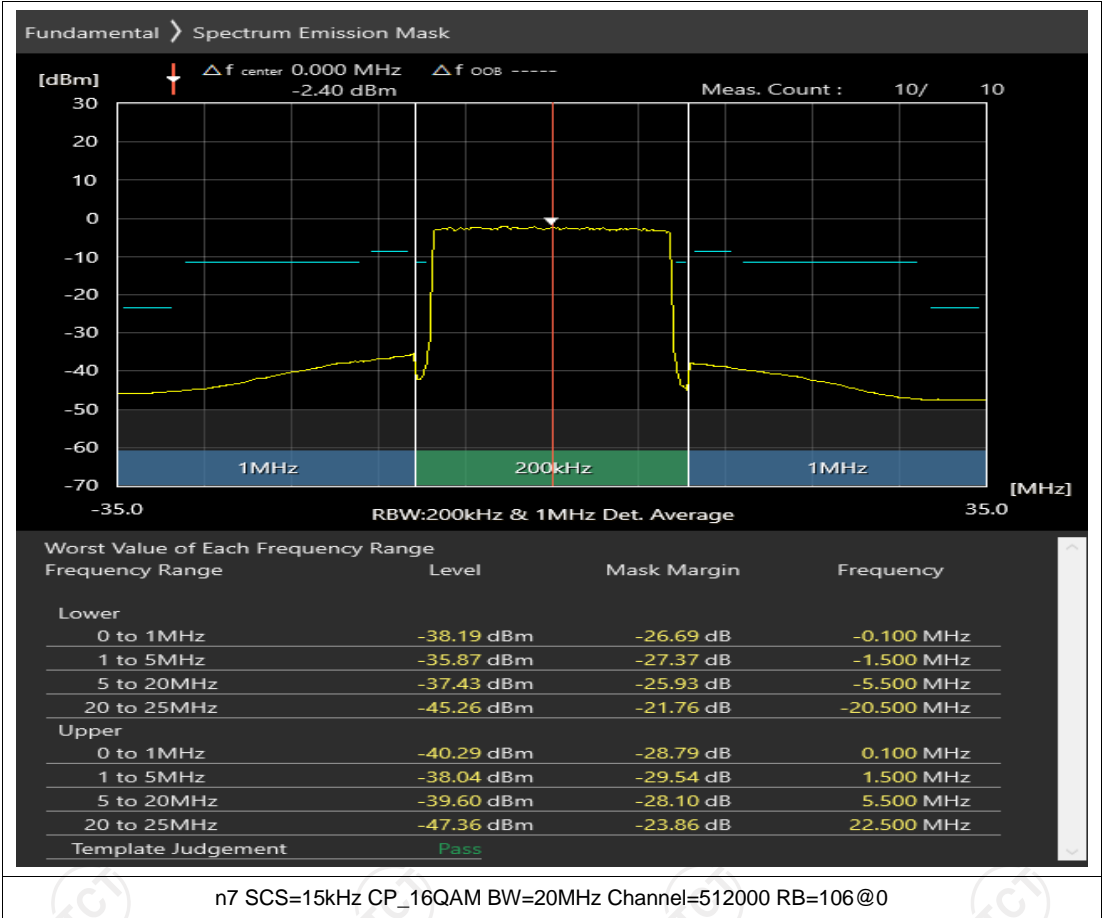 Fundamental 〉 Spectrum Emission Mask
[dBm] △f center 0.000 MHz △f OOB -----
-2.40 dBm Meas. Count : 10/ 10
30
20
10
0
-10
-20
-30
-40
-50
-60
1MHz 200kHz 1MHz
-70 [MHz]
-35.0 RBW:200kHz & 1MHz Det. Average 35.0
Worst Value of Each Frequency Range
Frequency Range Level Mask Margin Frequency
Lower
0 to 1MHz -38.19 dBm -26.69 dB -0.100 MHz
1 to 5MHz -35.87 dBm -27.37 dB -1.500 MHz
5 to 20MHz -37.43 dBm -25.93 dB -5.500 MHz
20 to 25MHz -45.26 dBm -21.76 dB -20.500 MHz
Upper
0 to 1MHz -40.29 dBm -28.79 dB 0.100 MHz
1 to 5MHz -38.04 dBm -29.54 dB 1.500 MHz
5 to 20MHz -39.60 dBm -28.10 dB 5.500 MHz
20 to 25MHz -47.36 dBm -23.86 dB 22.500 MHz
Template Judgement Pass
n7 SCS=15kHz CP_16QAM BW=20MHz Channel=512000 RB=106@0
TCT TCT TCT TCT